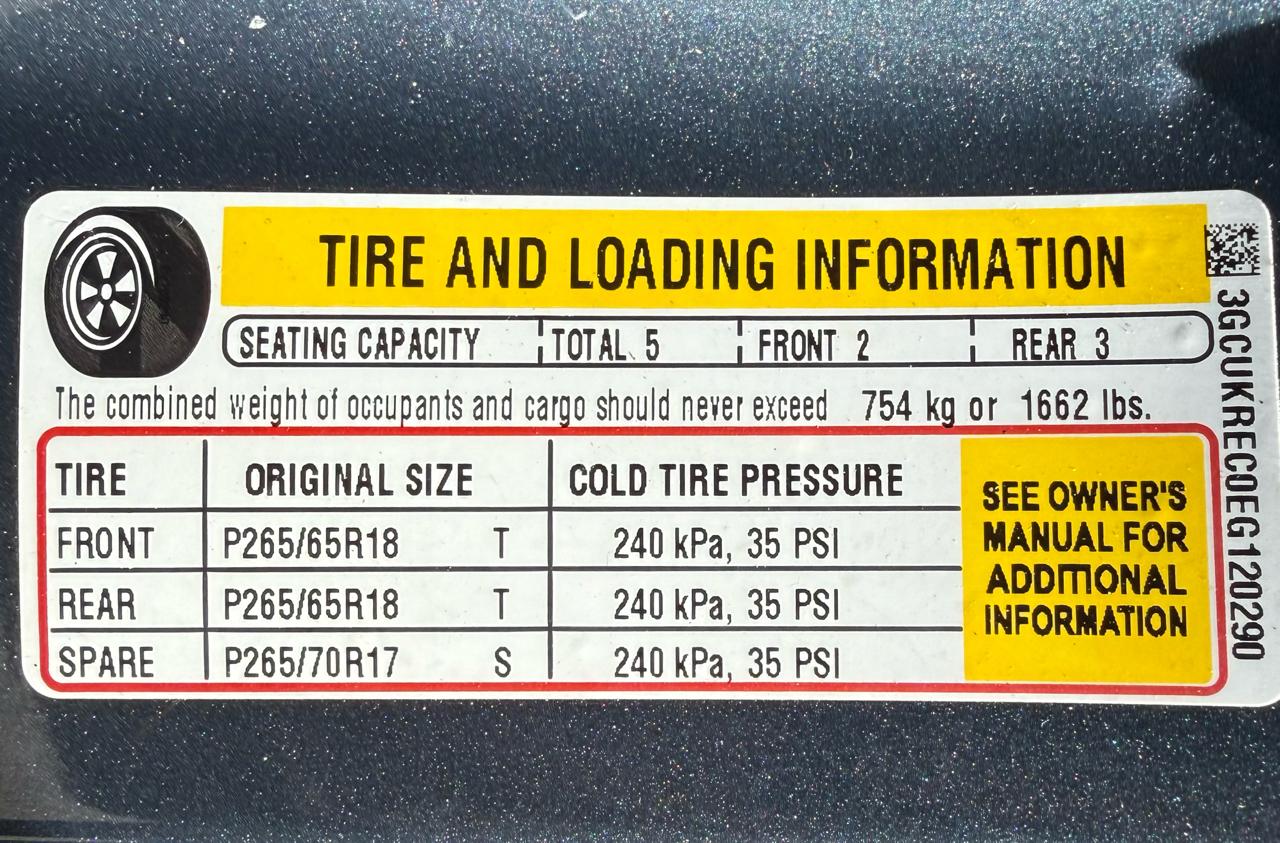 TIRE AND LOADING INFORMATION
SEATING CAPACITY TOTAL 5 FRONT 2 REAR 3
The combined weight of occupants and cargo should never exceed 754 kg or 1662 lbs.
TIRE ORIGINAL SIZE COLD TIRE PRESSURE
FRONT P265/65R18 T 240 kPa, 35 PSI
REAR P265/65R18 T 240 kPa, 35 PSI
SPARE P265/70R17 S 240 kPa, 35 PSI
SEE OWNER'S
MANUAL FOR
ADDITIONAL
INFORMATION
3GCUKREC0EG120290